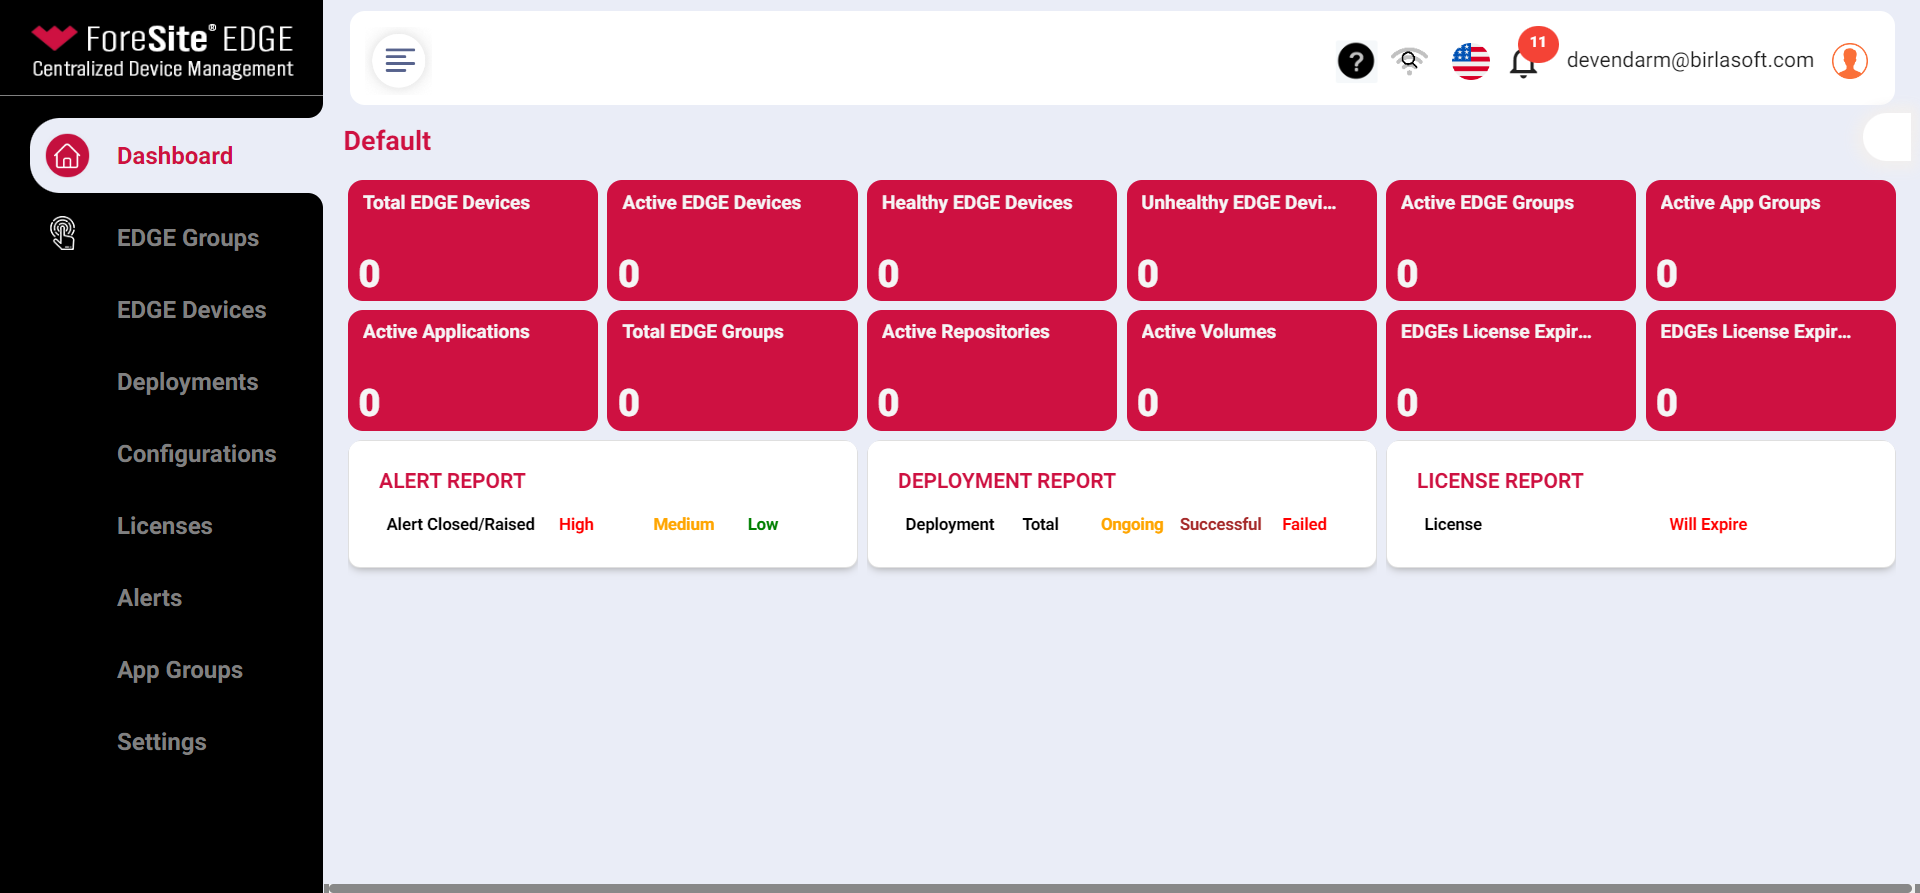 ForeSite® EDGE
Centralized Device Management
?
11
devendarm@birlasoft.com
Dashboard
EDGE Groups
EDGE Devices
Deployments
Configurations
Licenses
Alerts
App Groups
Settings
Default
Total EDGE Devices
0
Active EDGE Devices
0
Healthy EDGE Devices
0
Unhealthy EDGE Devi...
0
Active EDGE Groups
0
Active App Groups
0
Active Applications
0
Total EDGE Groups
0
Active Repositories
0
Active Volumes
0
EDGEs License Expir...
0
EDGEs License Expir...
0
ALERT REPORT
Alert Closed/Raised High Medium Low
DEPLOYMENT REPORT
Deployment Total Ongoing Successful Failed
LICENSE REPORT
License Will Expire